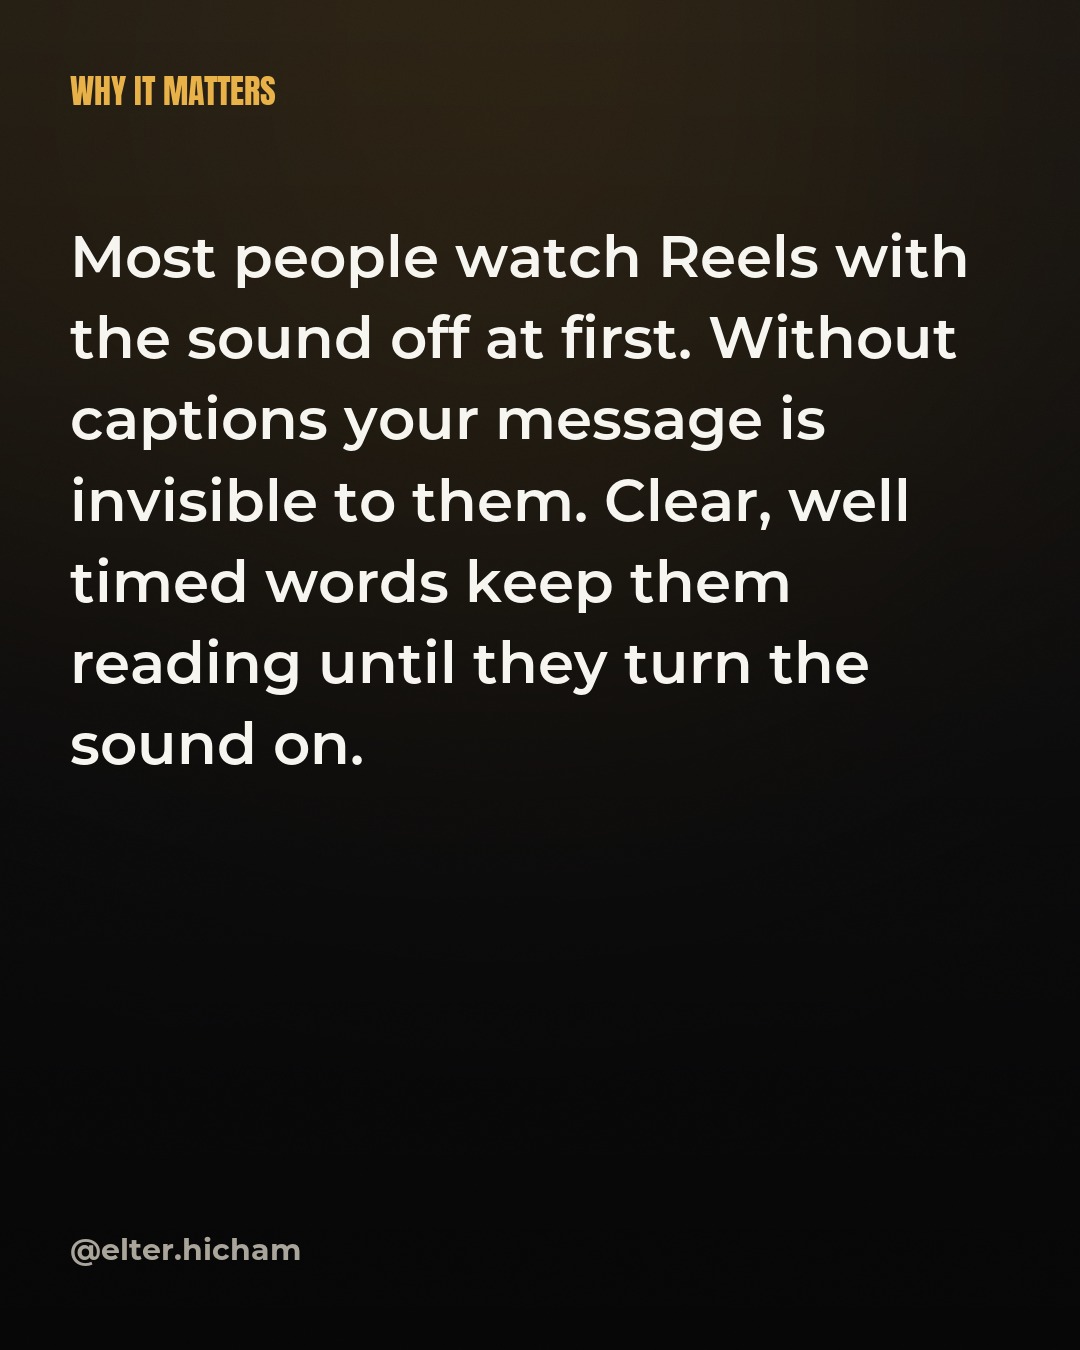 WHY IT MATTERS
Most people watch Reels with
the sound off at first. Without
captions your message is
invisible to them. Clear, well
timed words keep them
reading until they turn the
sound on.
@elter.hicham